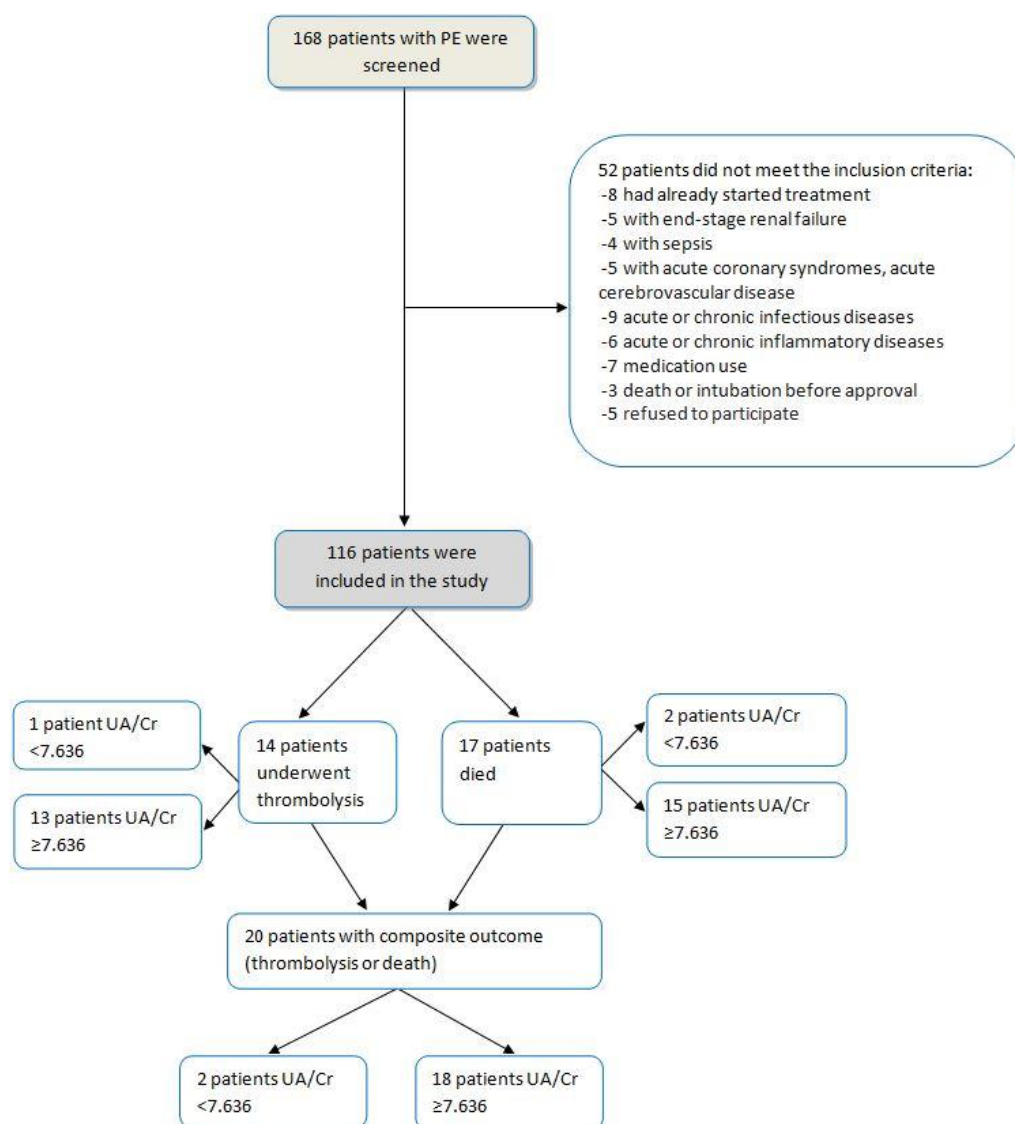 168 patients with PE were
screened
52 patients did not meet the inclusion criteria:
-8 had already started treatment
-5 with end-stage renal failure
-4 with sepsis
-5 with acute coronary syndromes, acute
cerebrovascular disease
-9 acute or chronic infectious diseases
-6 acute or chronic inflammatory diseases
-7 medication use
-3 death or intubation before approval
-5 refused to participate
116 patients were
included in the study
1 patient UA/Cr
<7.636
13 patients UA/Cr
≥7.636
14 patients
underwent
thrombolysis
17 patients
died
2 patients UA/Cr
<7.636
15 patients UA/Cr
≥7.636
20 patients with composite outcome
(thrombolysis or death)
2 patients UA/Cr
<7.636
18 patients UA/Cr
≥7.636